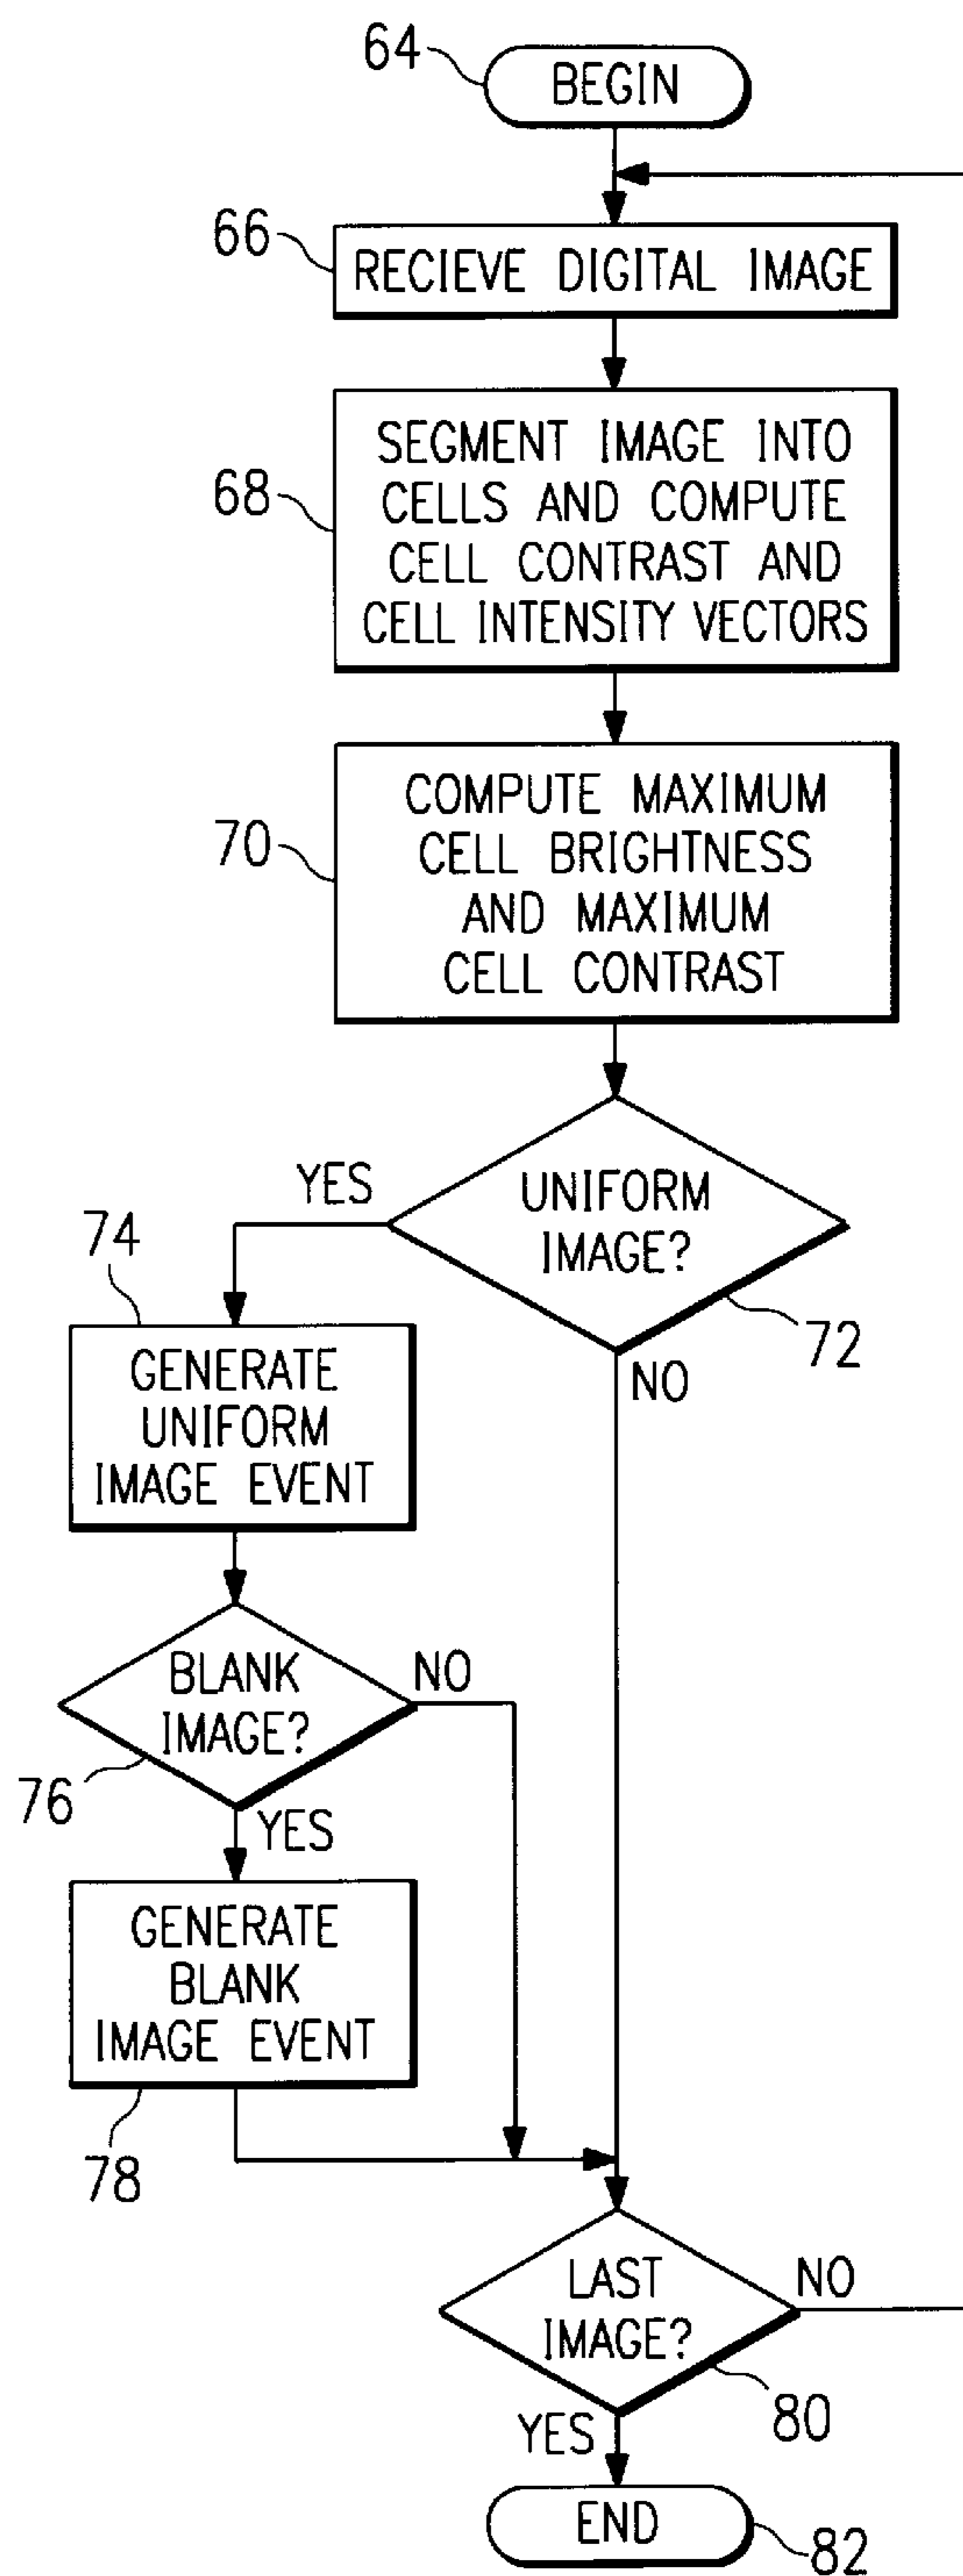 64
BEGIN
66
RECIEVE DIGITAL IMAGE
68
SEGMENT IMAGE INTO
CELLS AND COMPUTE
CELL CONTRAST AND
CELL INTENSITY VECTORS
70
COMPUTE MAXIMUM
CELL BRIGHTNESS
AND MAXIMUM
CELL CONTRAST
YES
UNIFORM
IMAGE?
72
NO
74
GENERATE
UNIFORM
IMAGE EVENT
BLANK
IMAGE?
NO
76
YES
GENERATE
BLANK
IMAGE EVENT
78
LAST
IMAGE?
NO
80
YES
END
82